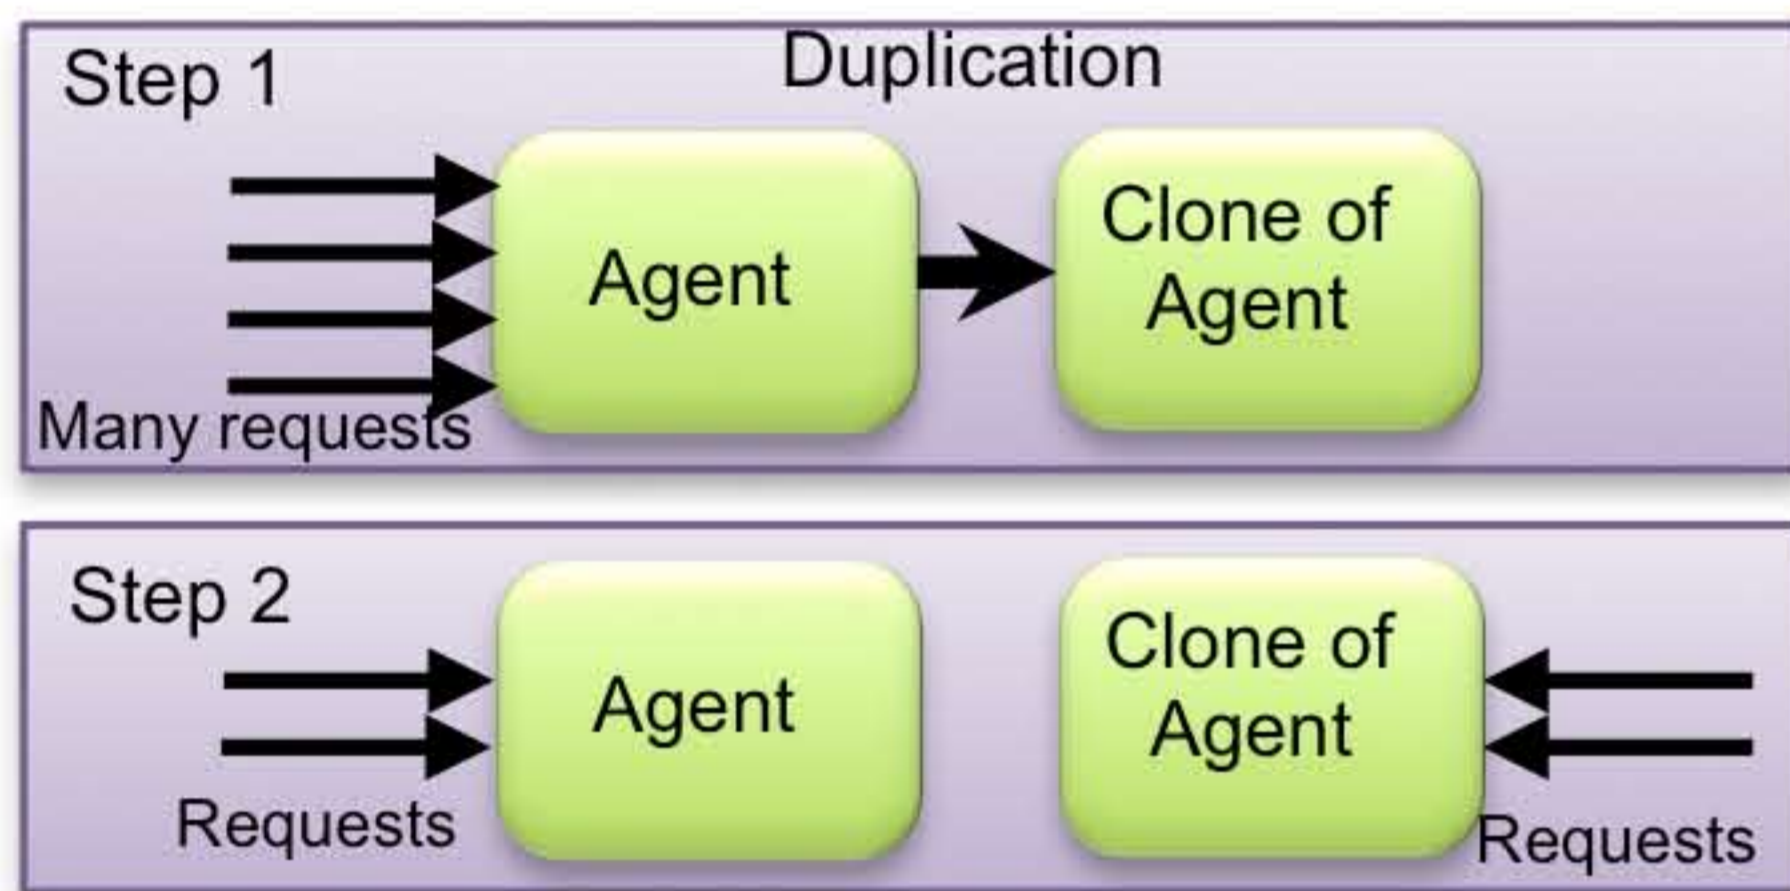 Step 1
Duplication
Agent
Clone of
Agent
Many requests
Step 2
Agent
Clone of
Agent
Requests
Requests